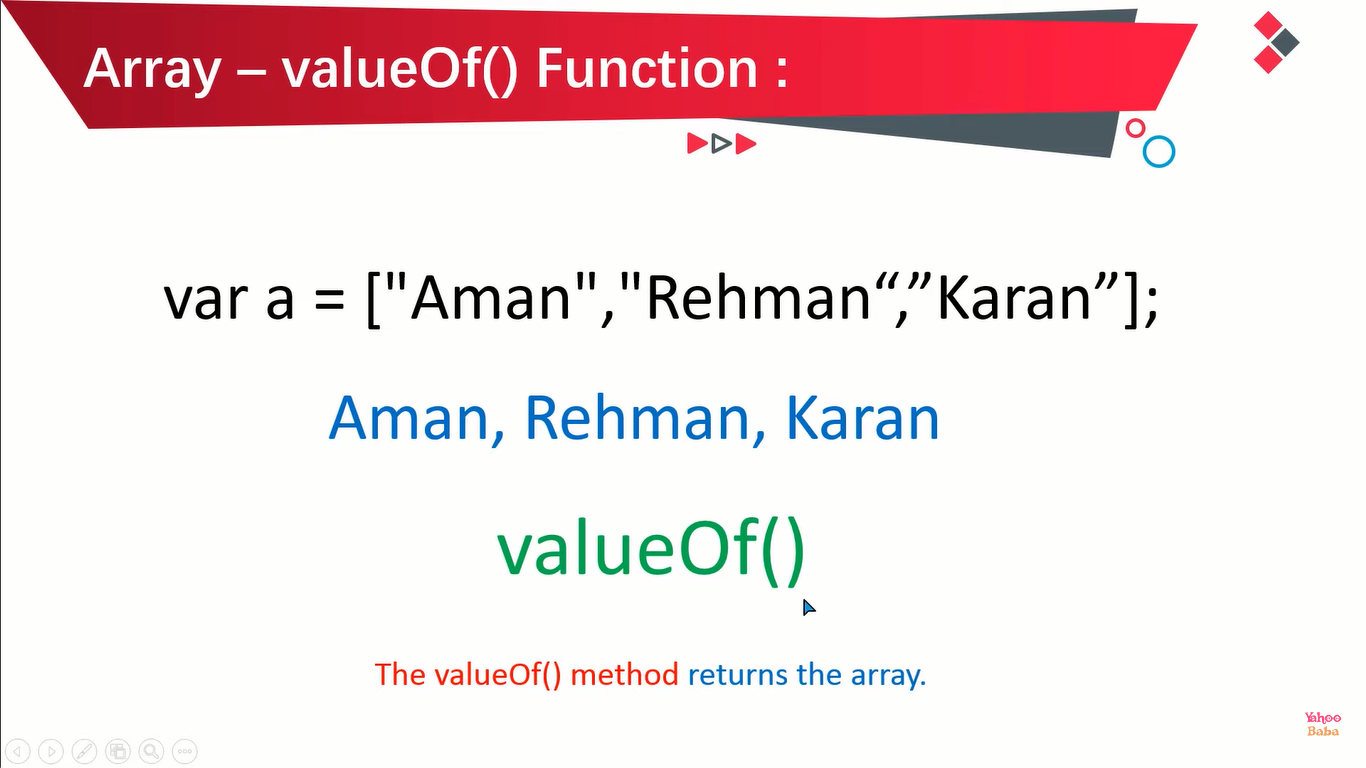 Array – valueOf() Function :
var a = ["Aman","Rehman“,”Karan”];
Aman, Rehman, Karan
valueOf()
The valueOf() method returns the array.
Yahoo
Baba